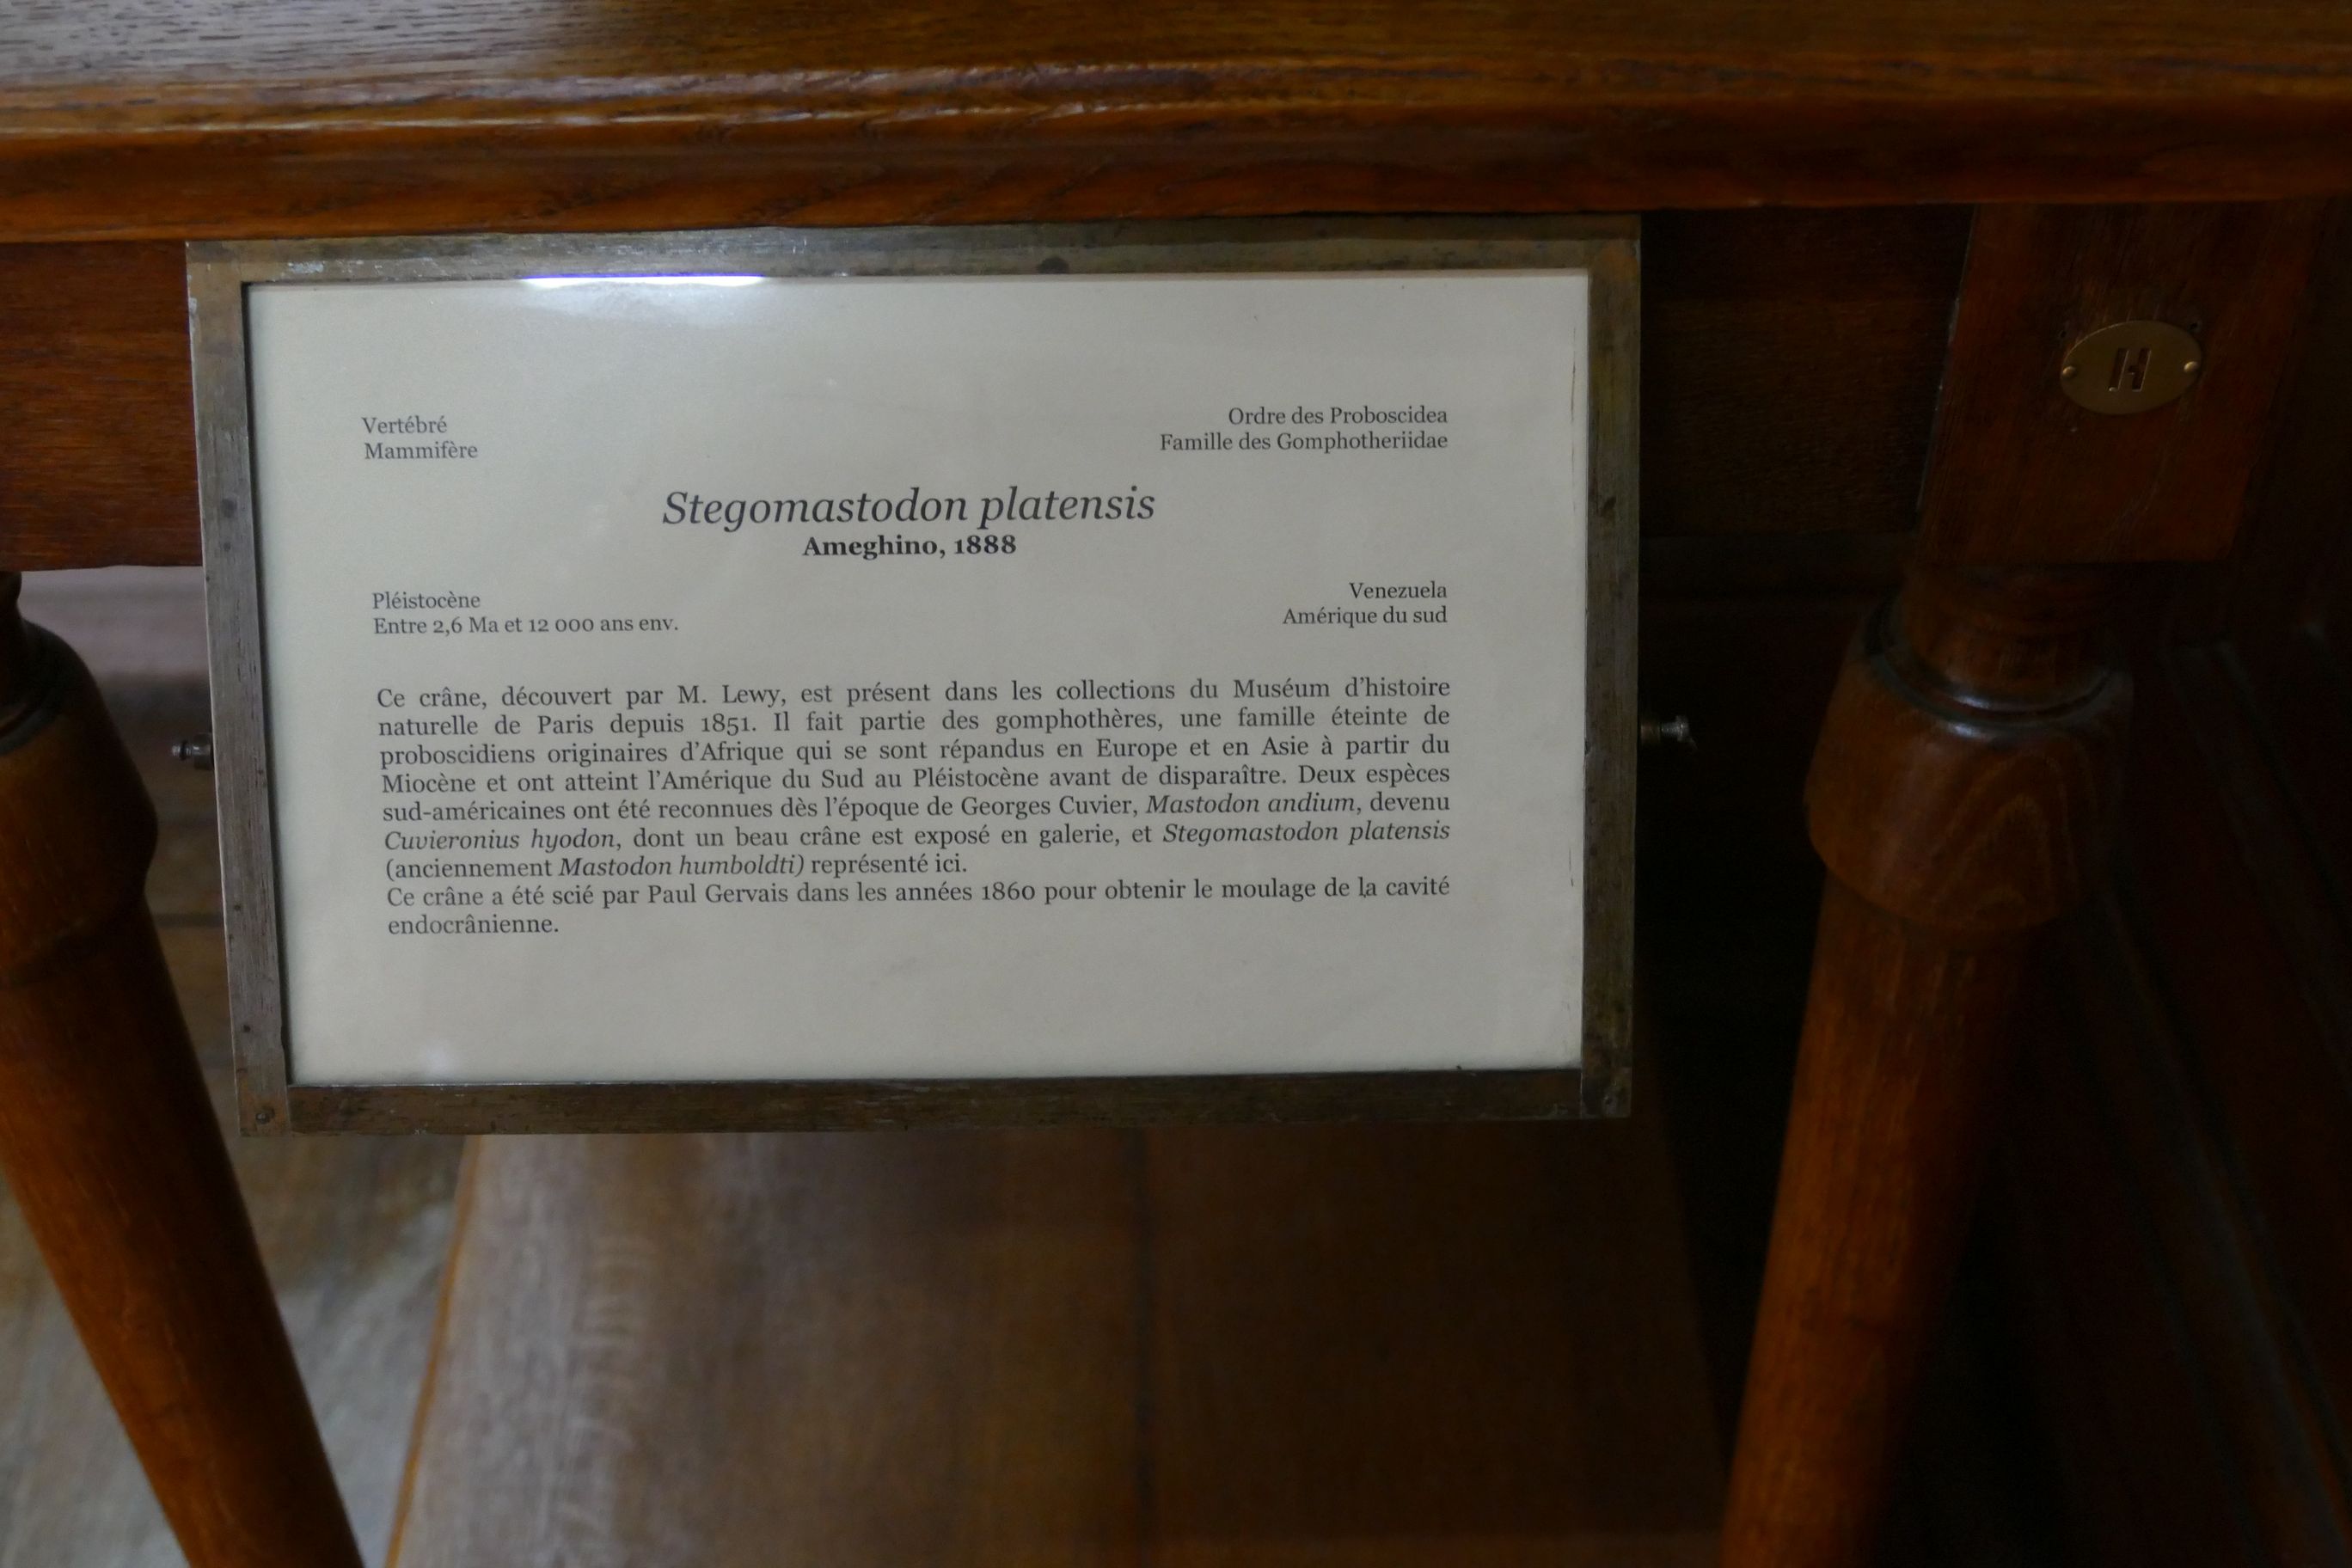 Vertébré
Mammifère
Ordre des Proboscidea
Famille des Gomphotheriidae
Stegomastodon platensis
Ameghino, 1888
Pléistocène
Entre 2,6 Ma et 12 000 ans env.
Venezuela
Amérique du sud
Ce crâne, découvert par M. Lewy, est présent dans les collections du Muséum d'histoire
naturelle de Paris depuis 1851. Il fait partie des gomphothères, une famille éteinte de
proboscidiens originaires d'Afrique qui se sont répandus en Europe et en Asie à partir du
Miocène et ont atteint l'Amérique du Sud au Pléistocène avant de disparaître. Deux espèces
sud-américaines ont été reconnues dès l'époque de Georges Cuvier, Mastodon andium, devenu
Cuvieronius hyodon, dont un beau crâne est exposé en galerie, et Stegomastodon platensis
(anciennement Mastodon humboldti) représenté ici.
Ce crâne a été scié par Paul Gervais dans les années 1860 pour obtenir le moulage de la cavité
endocrânienne.
H